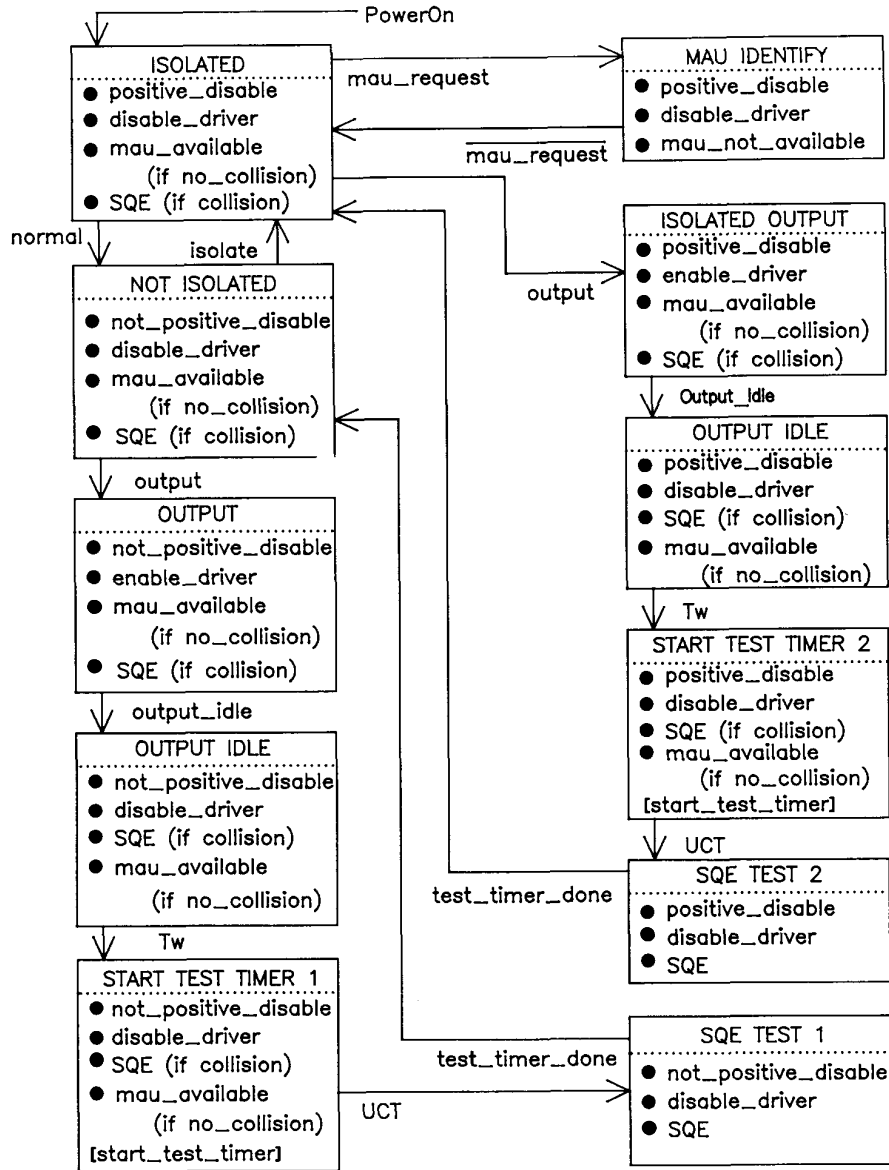 PowerOn
ISOLATED
● positive_disable
● disable_driver
● mau_available
(if no_collision)
● SQE (if collision)
mau_request
mau_request
MAU IDENTIFY
● positive_disable
● disable_driver
● mau_not_available
output
ISOLATED OUTPUT
● positive_disable
● enable_driver
● mau_available
(if no_collision)
● SQE (if collision)
normal
isolate
NOT ISOLATED
● not_positive_disable
● disable_driver
● mau_available
(if no_collision)
● SQE (if collision)
Output_Idle
OUTPUT IDLE
● positive_disable
● disable_driver
● SQE (if collision)
● mau_available
(if no_collision)
output
OUTPUT
● not_positive_disable
● enable_driver
● mau_available
(if no_collision)
● SQE (if collision)
Tw
START TEST TIMER 2
● positive_disable
● disable_driver
● SQE (if collision)
● mau_available
(if no_collision)
[start_test_timer]
output_idle
OUTPUT IDLE
● not_positive_disable
● disable_driver
● SQE (if collision)
● mau_available
(if no_collision)
UCT
test_timer_done
SQE TEST 2
● positive_disable
● disable_driver
● SQE
Tw
START TEST TIMER 1
● not_positive_disable
● disable_driver
● SQE (if collision)
● mau_available
(if no_collision)
[start_test_timer]
UCT
test_timer_done
SQE TEST 1
● not_positive_disable
● disable_driver
● SQE